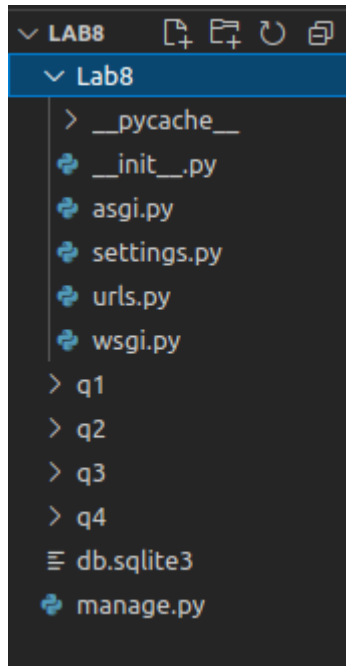 LAB8
Lab8
__pycache__
__init__.py
asgi.py
settings.py
urls.py
wsgi.py
q1
q2
q3
q4
db.sqlite3
manage.py